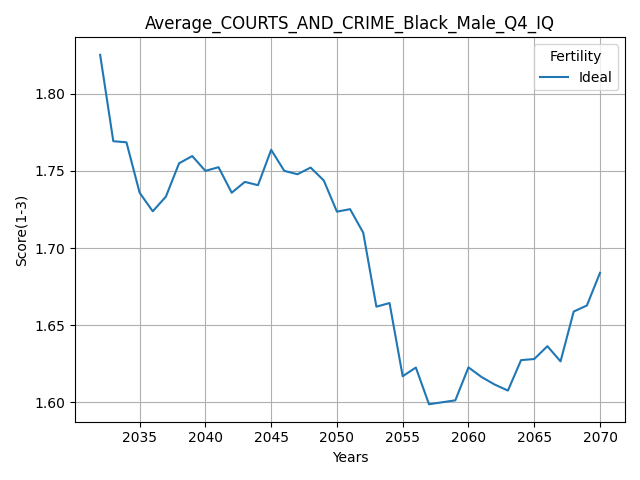 Average_COURTS_AND_CRIME_Black_Male_Q4_IQ
Fertility
Ideal
Score(1-3)
1.80
1.75
1.70
1.65
1.60
2035 2040 2045 2050 2055 2060 2065 2070
Years